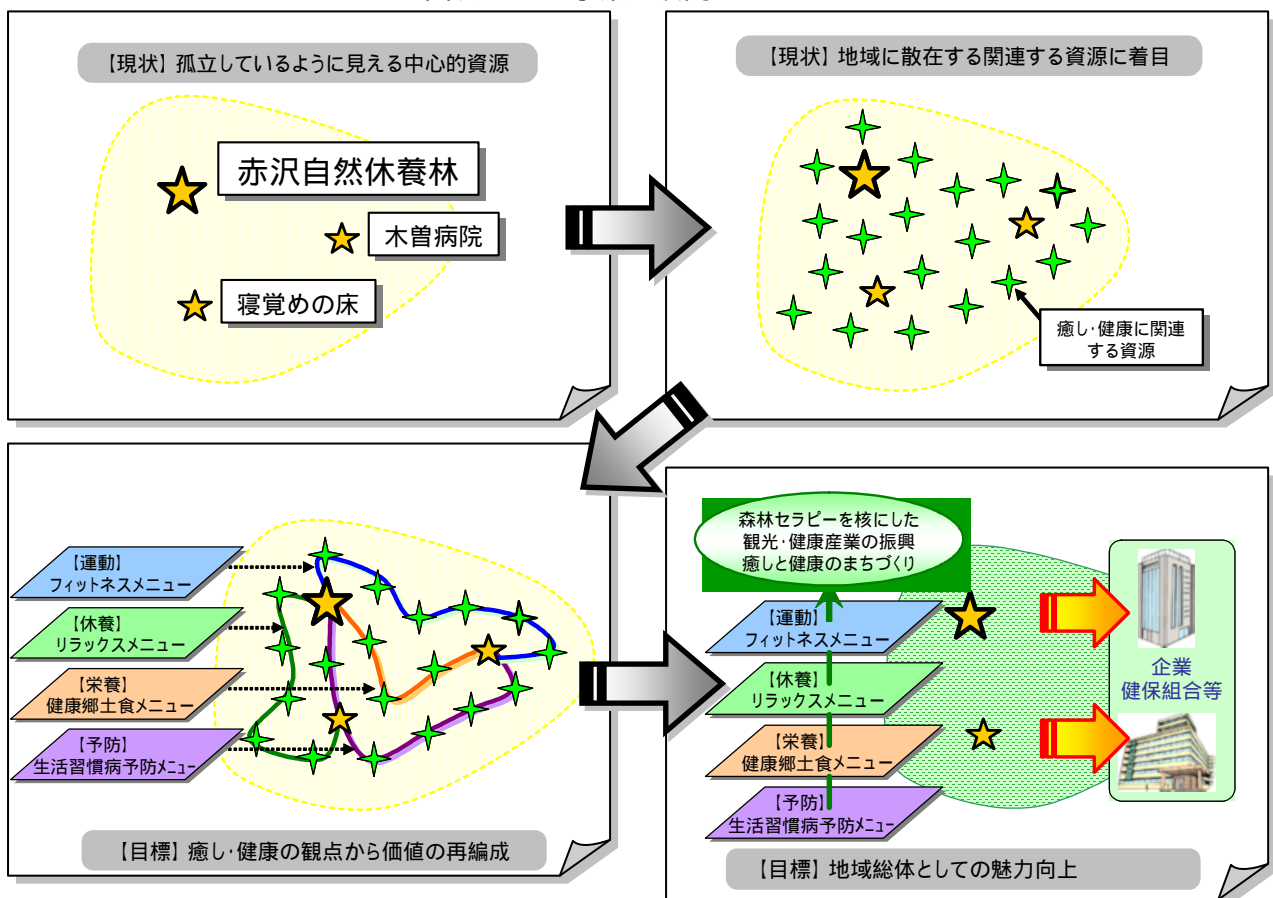 【現状】孤立しているように見える中心的資源
赤沢自然休養林
木曽病院
寝覚めの床
【現状】地域に散在する関連する資源に着目
癒し・健康に関連
する資源
【運動】
フィットネスメニュー
【休養】
リラックスメニュー
【栄養】
健康郷土食メニュー
【予防】
生活習慣病予防メニュー
【目標】癒し・健康の観点から価値の再編成
森林セラピーを核にした
観光・健康産業の振興
癒しと健康のまちづくり
【運動】
フィットネスメニュー
【休養】
リラックスメニュー
【栄養】
健康郷土食メニュー
【予防】
生活習慣病予防メニュー
企業
健保組合等
【目標】地域総体としての魅力向上